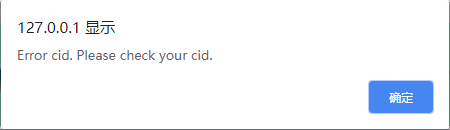 127.0.0.1 显示
Error cid. Please check your cid.
确定